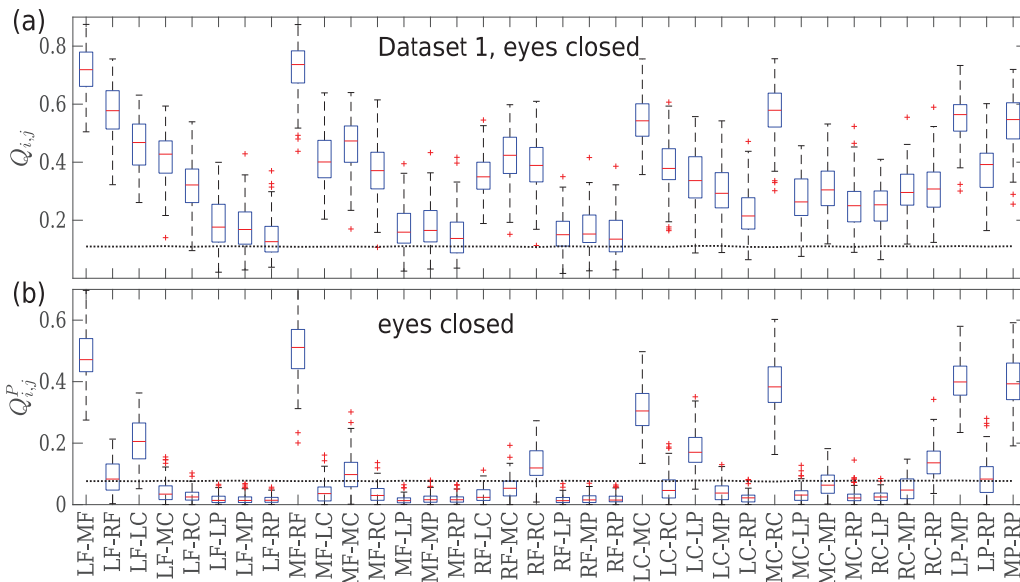 (a)
Dataset 1, eyes closed
Q_{i,j}
0.8
0.6
0.4
0.2
(b)
eyes closed
Q^P_{i,j}
0.6
0.4
0.2
0
LF-MF
LF-RF
LF-LC
LF-MC
LF-RC
LF-LP
LF-MP
LF-RP
MF-RF
MF-LC
MF-MC
MF-RC
MF-LP
MF-MP
MF-RP
RF-LC
RF-MC
RF-RC
RF-LP
RF-MP
RF-RP
LC-MC
LC-RC
LC-LP
LC-MP
LC-RP
MC-RC
MC-LP
MC-MP
MC-RP
RC-LP
RC-MP
RC-RP
LP-MP
LP-RP
MP-RP